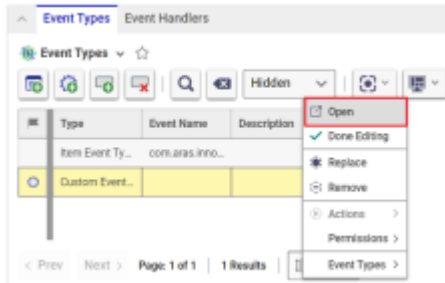 Event Types Event Handlers
Event Types
Hidden
Type Event Name Description
Item Event Ty... com.aras.inno...
Custom Event...
Open
Done Editing
Replace
Remove
Actions
Permissions
Event Types
< Prev Next > Page: 1 of 1 1 Results